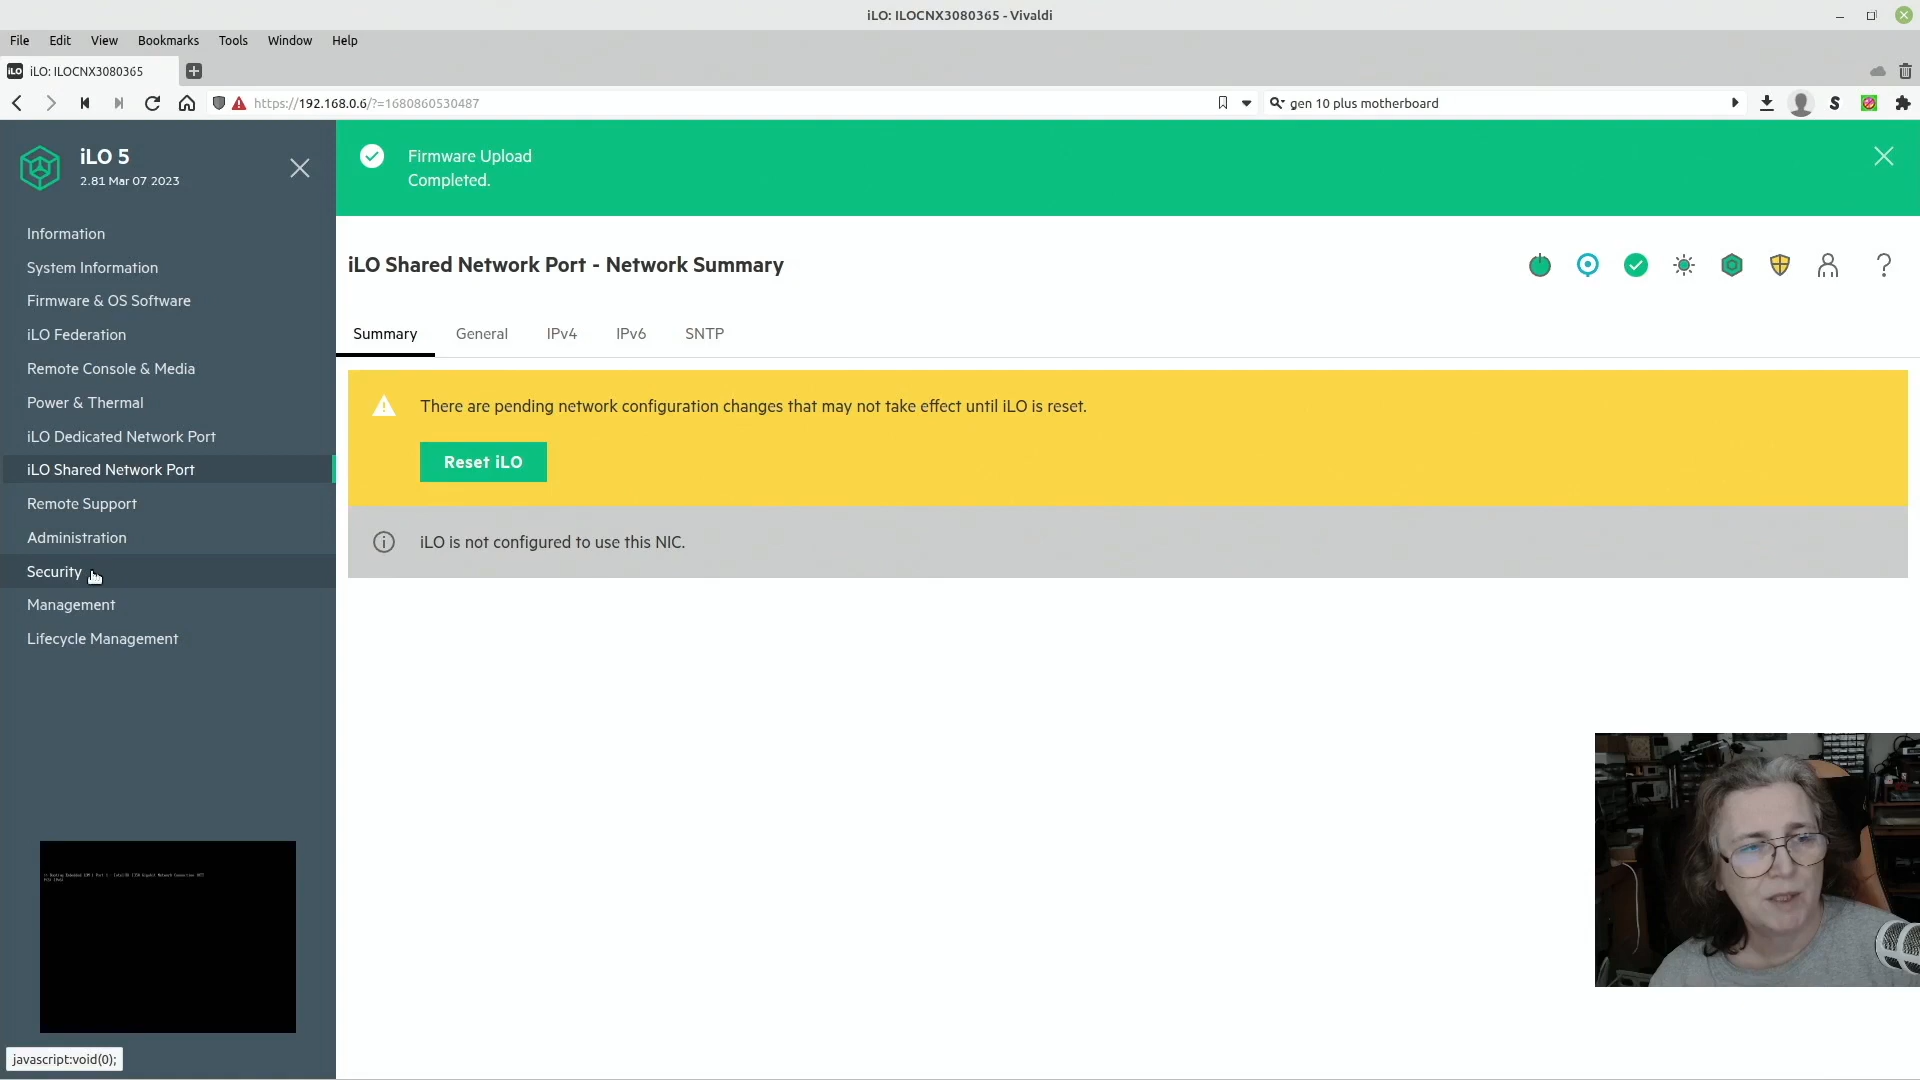 iLO: ILOCNX3080365 - Vivaldi
File Edit View Bookmarks Tools Window Help
iLO iLO: ILOCNX3080365
https://192.168.0.6/?=1680860530487
gen 10 plus motherboard
iLO 5
2.81 Mar 07 2023
Firmware Upload
Completed.
Information
System Information
Firmware & OS Software
iLO Federation
Remote Console & Media
Power & Thermal
iLO Dedicated Network Port
iLO Shared Network Port
Remote Support
Administration
Security
Management
Lifecycle Management
iLO Shared Network Port - Network Summary
Summary General IPv4 IPv6 SNTP
There are pending network configuration changes that may not take effect until iLO is reset.
Reset iLO
iLO is not configured to use this NIC.
javascript:void(0);